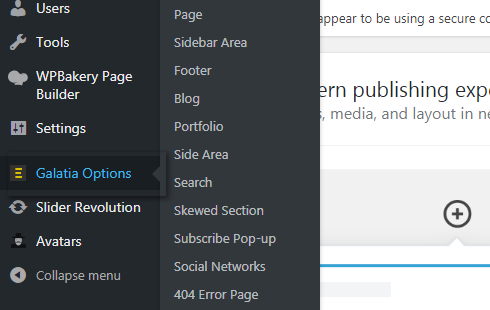 Users
Tools
WPBakery Page
Builder
Settings
Galatia Options
Slider Revolution
Avatars
Collapse menu
Page
Sidebar Area
Footer
Blog
Portfolio
Side Area
Search
Skewed Section
Subscribe Pop-up
Social Networks
404 Error Page
appear to be using a secure co
ern publishing expe
s, media, and layout in ne